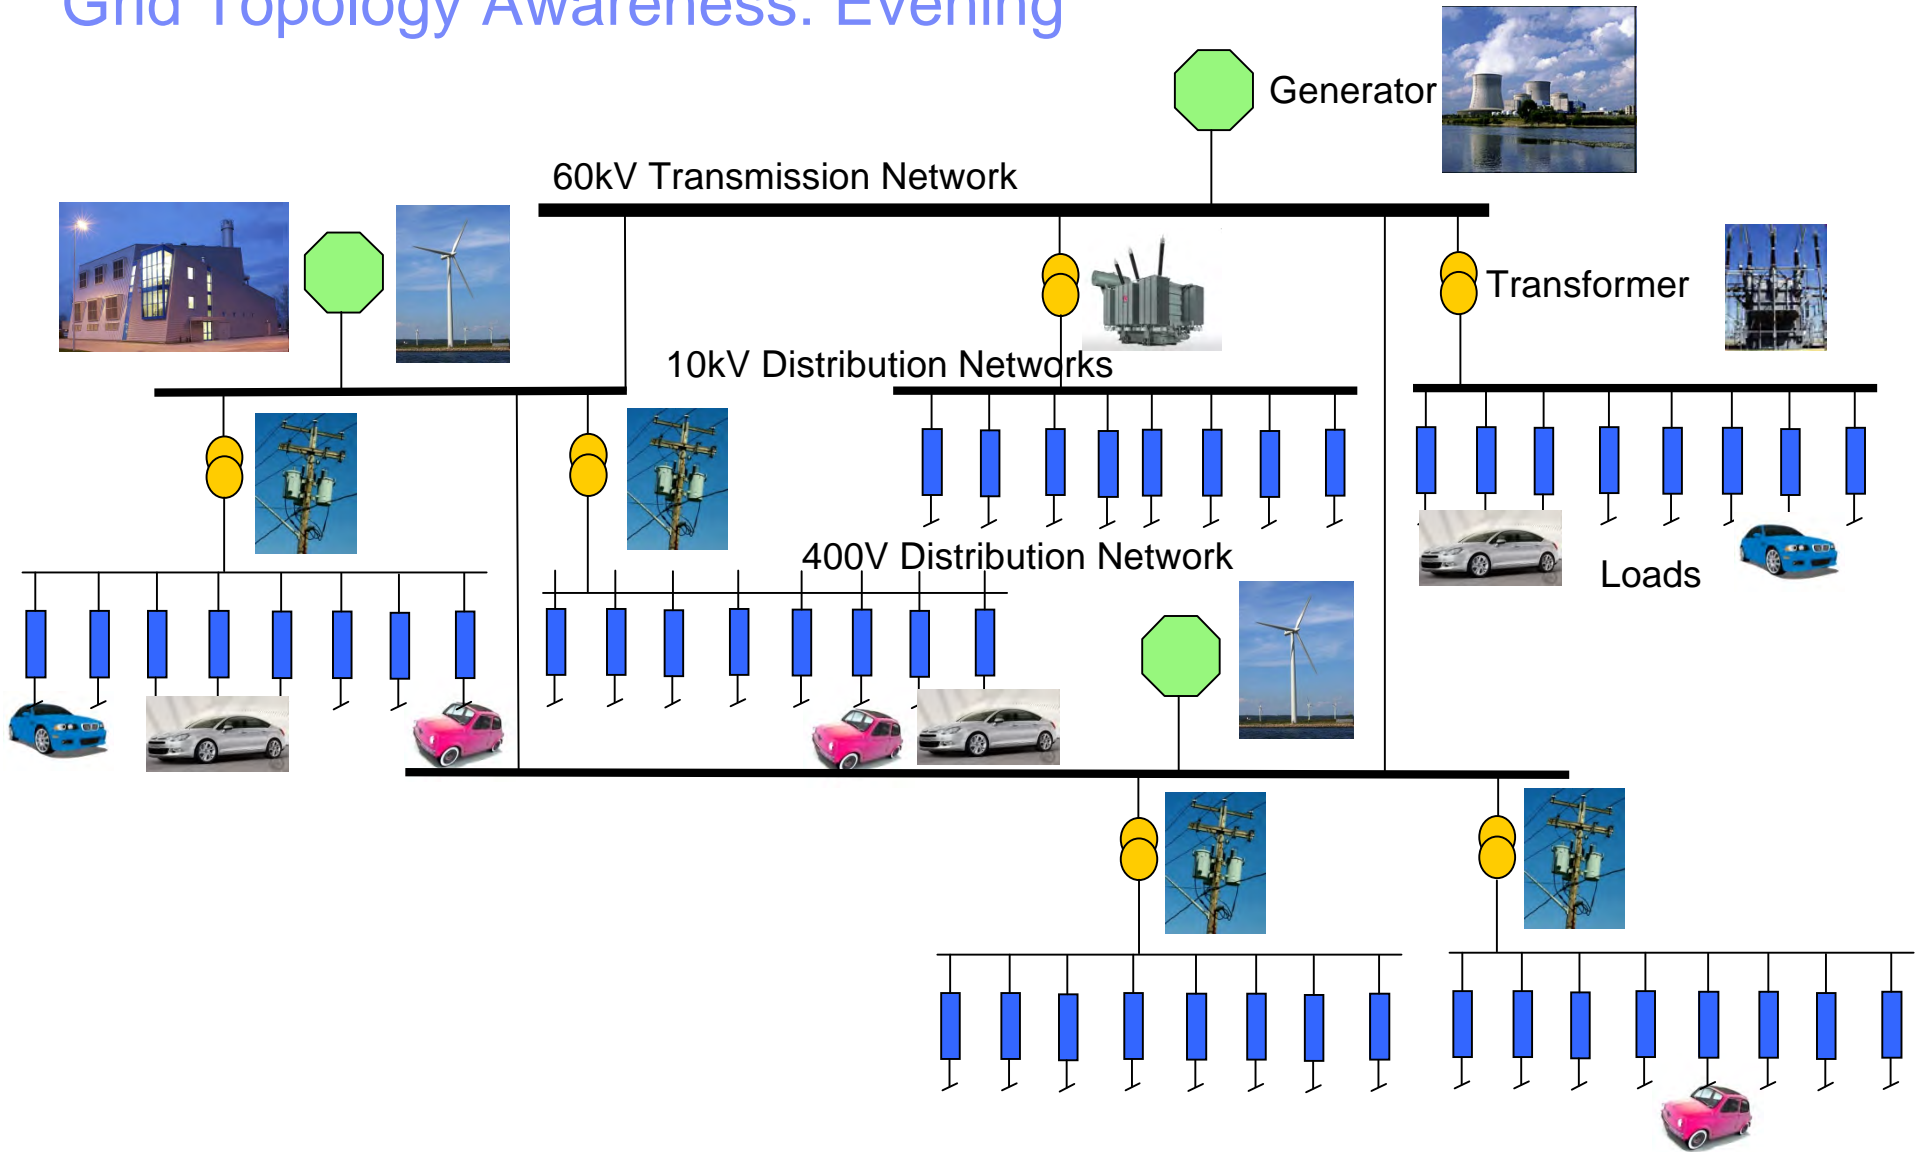 Grid Topology Awareness: Evening
Generator
60kV Transmission Network
Transformer
10kV Distribution Networks
400V Distribution Network
Loads